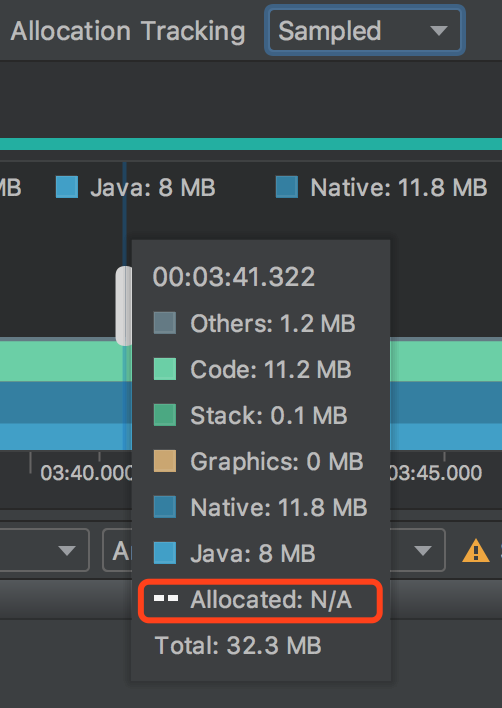 Allocation Tracking Sampled
MB Java: 8 MB Native: 11.8 MB
00:03:41.322
Others: 1.2 MB
Code: 11.2 MB
Stack: 0.1 MB
Graphics: 0 MB
03:40.000 03:45.000
Native: 11.8 MB
Java: 8 MB
Allocated: N/A
Total: 32.3 MB